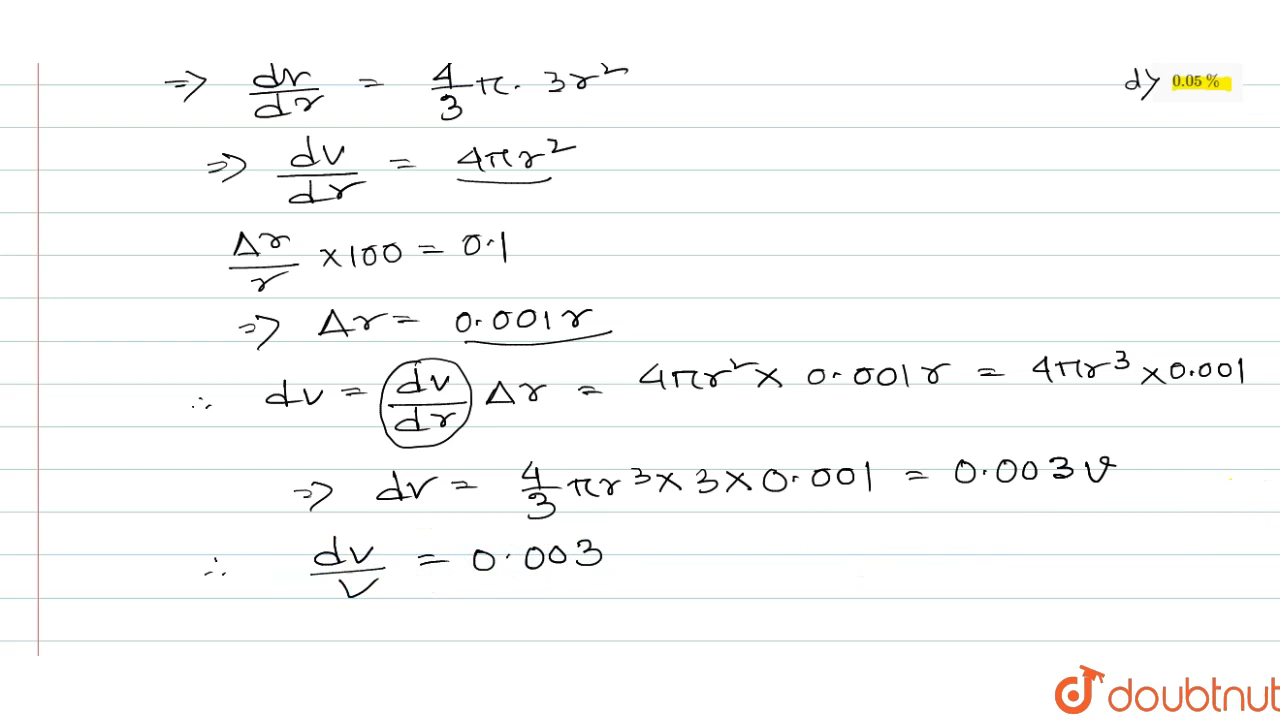 => dv/dr = 4/3 π. 3r²
d) 0.05 %
=> dv/dr = 4πr²
Δr/r ×100 = 0.1
=> Δr = 0.001r
∴ dv = (dv/dr) Δr = 4πr² × 0.001r = 4πr³ × 0.001
=> dv = 4/3 πr³ × 3 × 0.001 = 0.003 v
∴ dv/v = 0.003
doubtnut